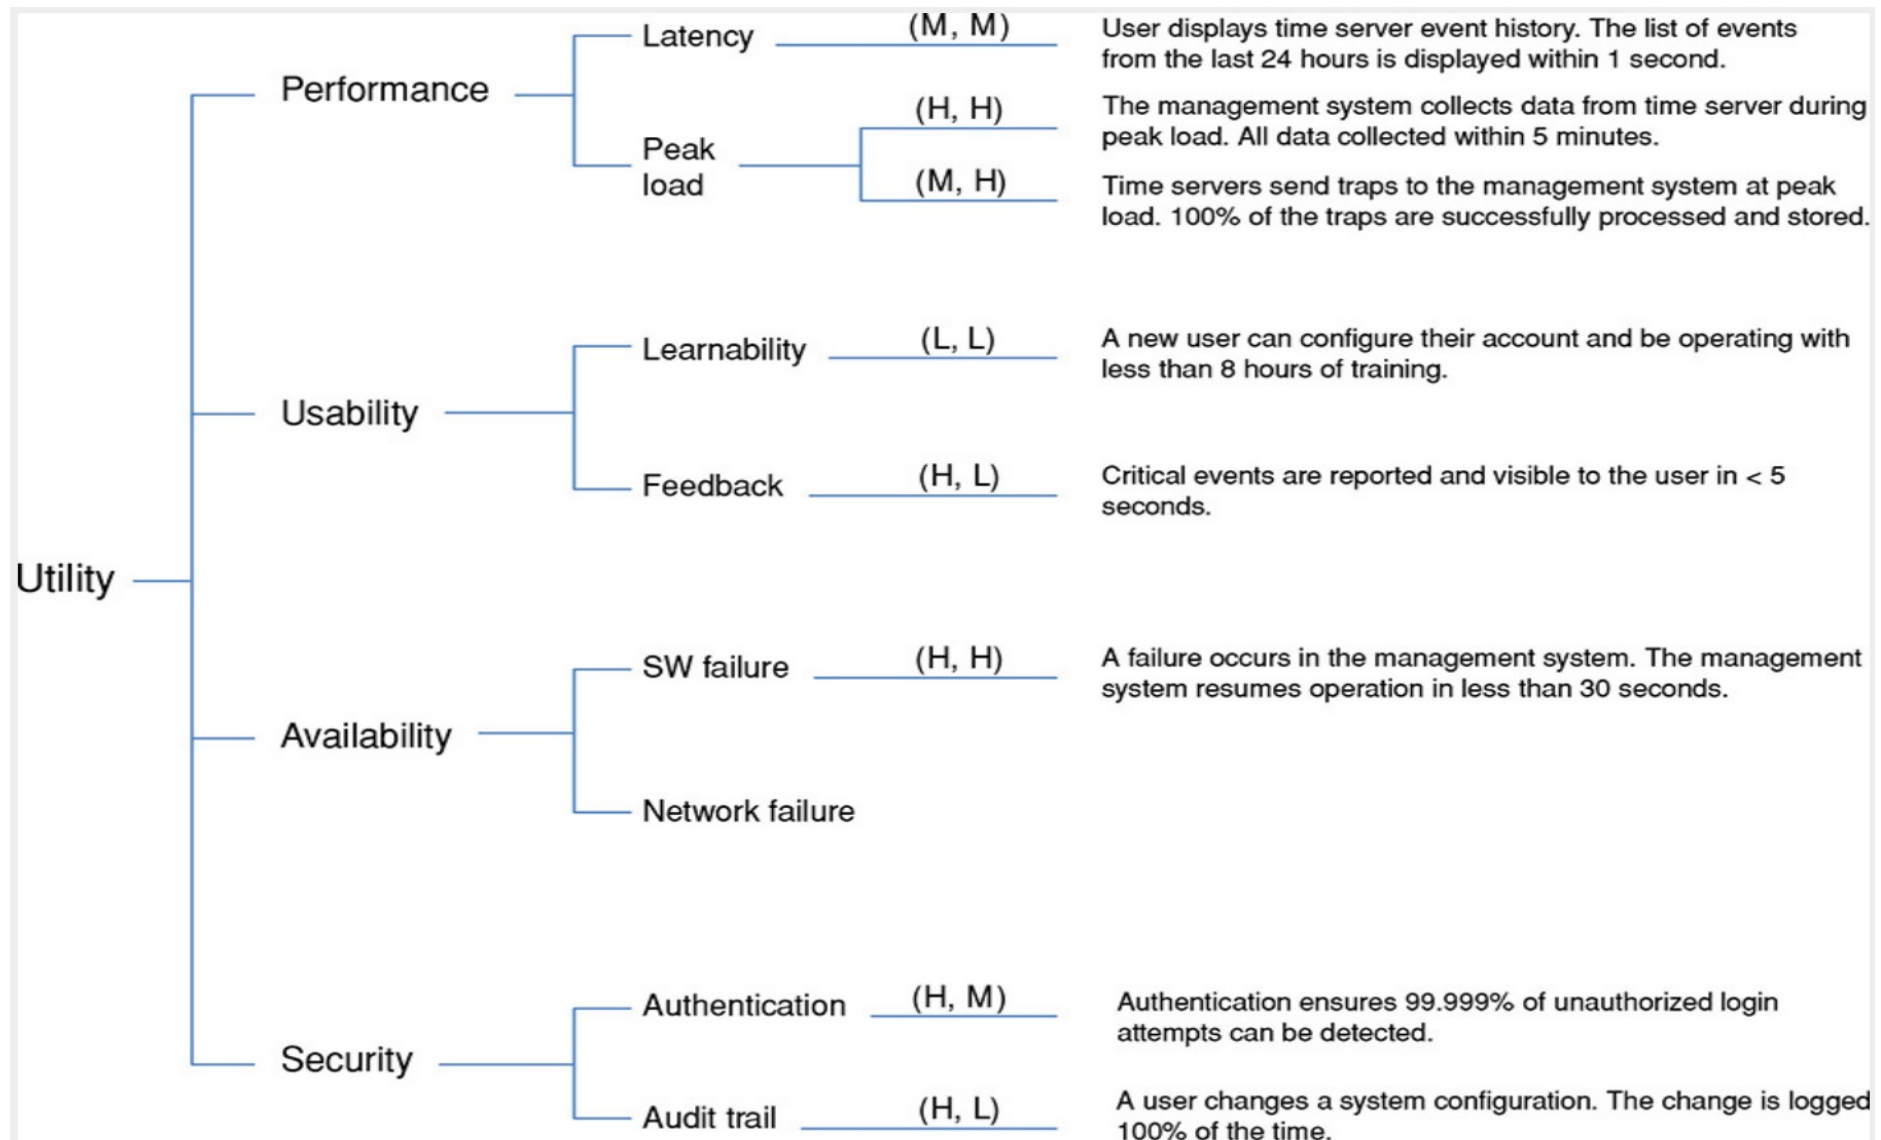 Utility
Performance
Latency
(M, M)
User displays time server event history. The list of events
from the last 24 hours is displayed within 1 second.
Peak
load
(H, H)
The management system collects data from time server during
peak load. All data collected within 5 minutes.
(M, H)
Time servers send traps to the management system at peak
load. 100% of the traps are successfully processed and stored.
Usability
Learnability
(L, L)
A new user can configure their account and be operating with
less than 8 hours of training.
Feedback
(H, L)
Critical events are reported and visible to the user in < 5
seconds.
Availability
SW failure
(H, H)
A failure occurs in the management system. The management
system resumes operation in less than 30 seconds.
Network failure
Security
Authentication
(H, M)
Authentication ensures 99.999% of unauthorized login
attempts can be detected.
Audit trail
(H, L)
A user changes a system configuration. The change is logged
100% of the time.